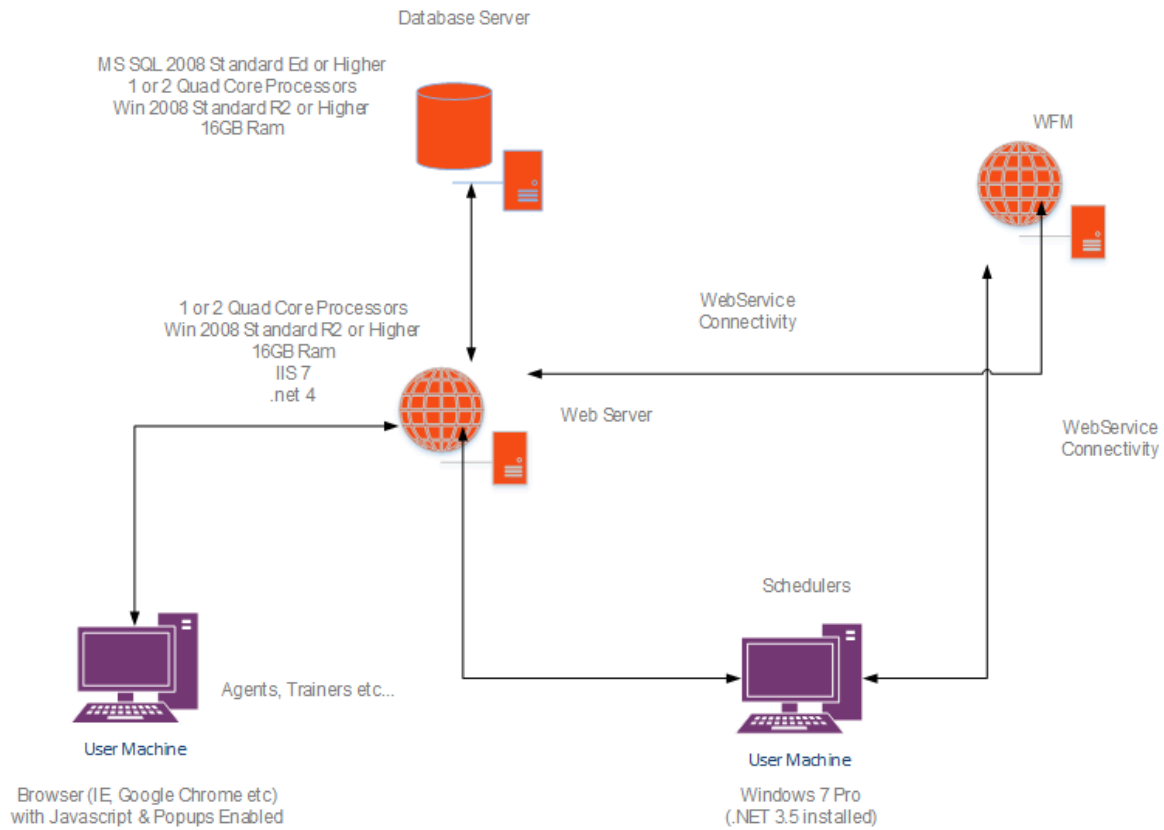 Database Server
MS SQL 2008 Standard Ed or Higher
1 or 2 Quad Core Processors
Win 2008 Standard R2 or Higher
16GB Ram
WFM
1 or 2 Quad Core Processors
Win 2008 Standard R2 or Higher
16GB Ram
IIS 7
.net 4
WebService
Connectivity
Web Server
WebService
Connectivity
Schedulers
Agents, Trainers etc...
User Machine
Browser (IE, Google Chrome etc)
with Javascript & Popups Enabled
User Machine
Windows 7 Pro
(.NET 3.5 installed)